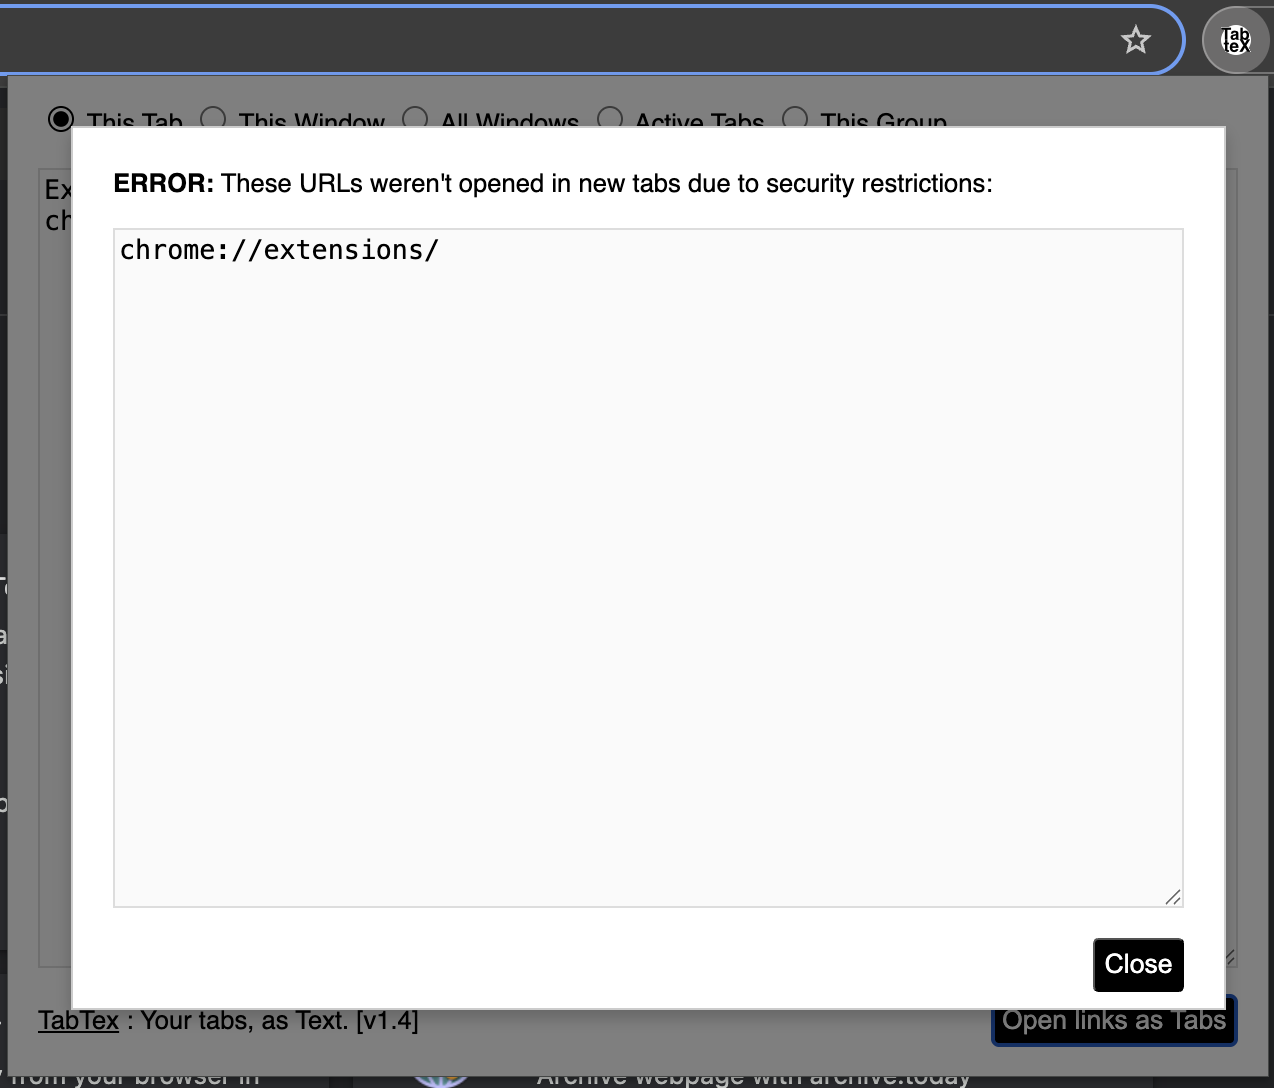 Tab
teX
This Tab This Window All Windows Active Tabs This Group
Ex
ch
ERROR: These URLs weren't opened in new tabs due to security restrictions:
chrome://extensions/
Close
TabTex : Your tabs, as Text. [v1.4]
Open links as Tabs
from your browser in
Archive webpage with archive.today